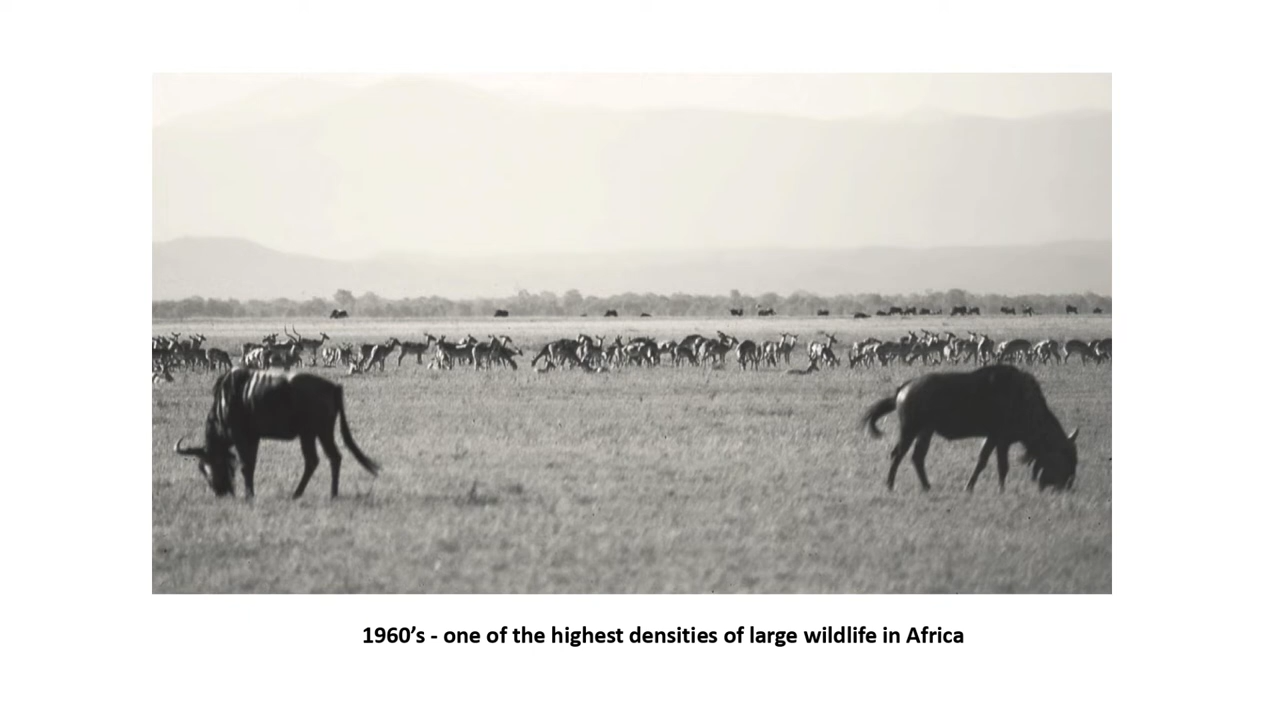 1960’s - one of the highest densities of large wildlife in Africa